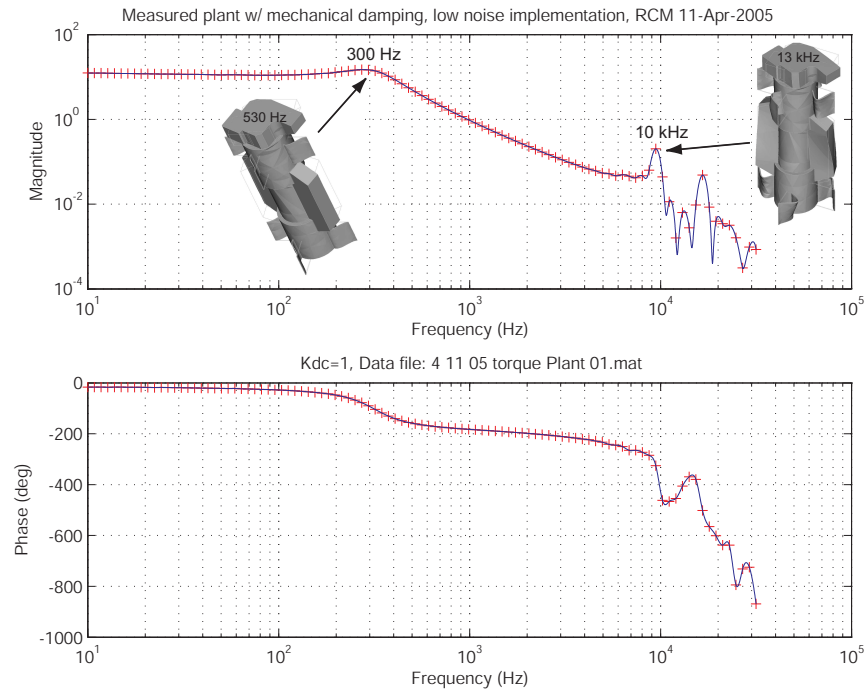 Measured plant w/ mechanical damping, low noise implementation, RCM 11-Apr-2005
10^2
10^0
10^-2
10^-4
Magnitude
300 Hz
530 Hz
13 kHz
10 kHz
10^1
10^2
10^3
10^4
10^5
Frequency (Hz)
Kdc=1, Data file: 4 11 05 torque Plant 01.mat
0
-200
-400
-600
-800
-1000
Phase (deg)
10^1
10^2
10^3
10^4
10^5
Frequency (Hz)